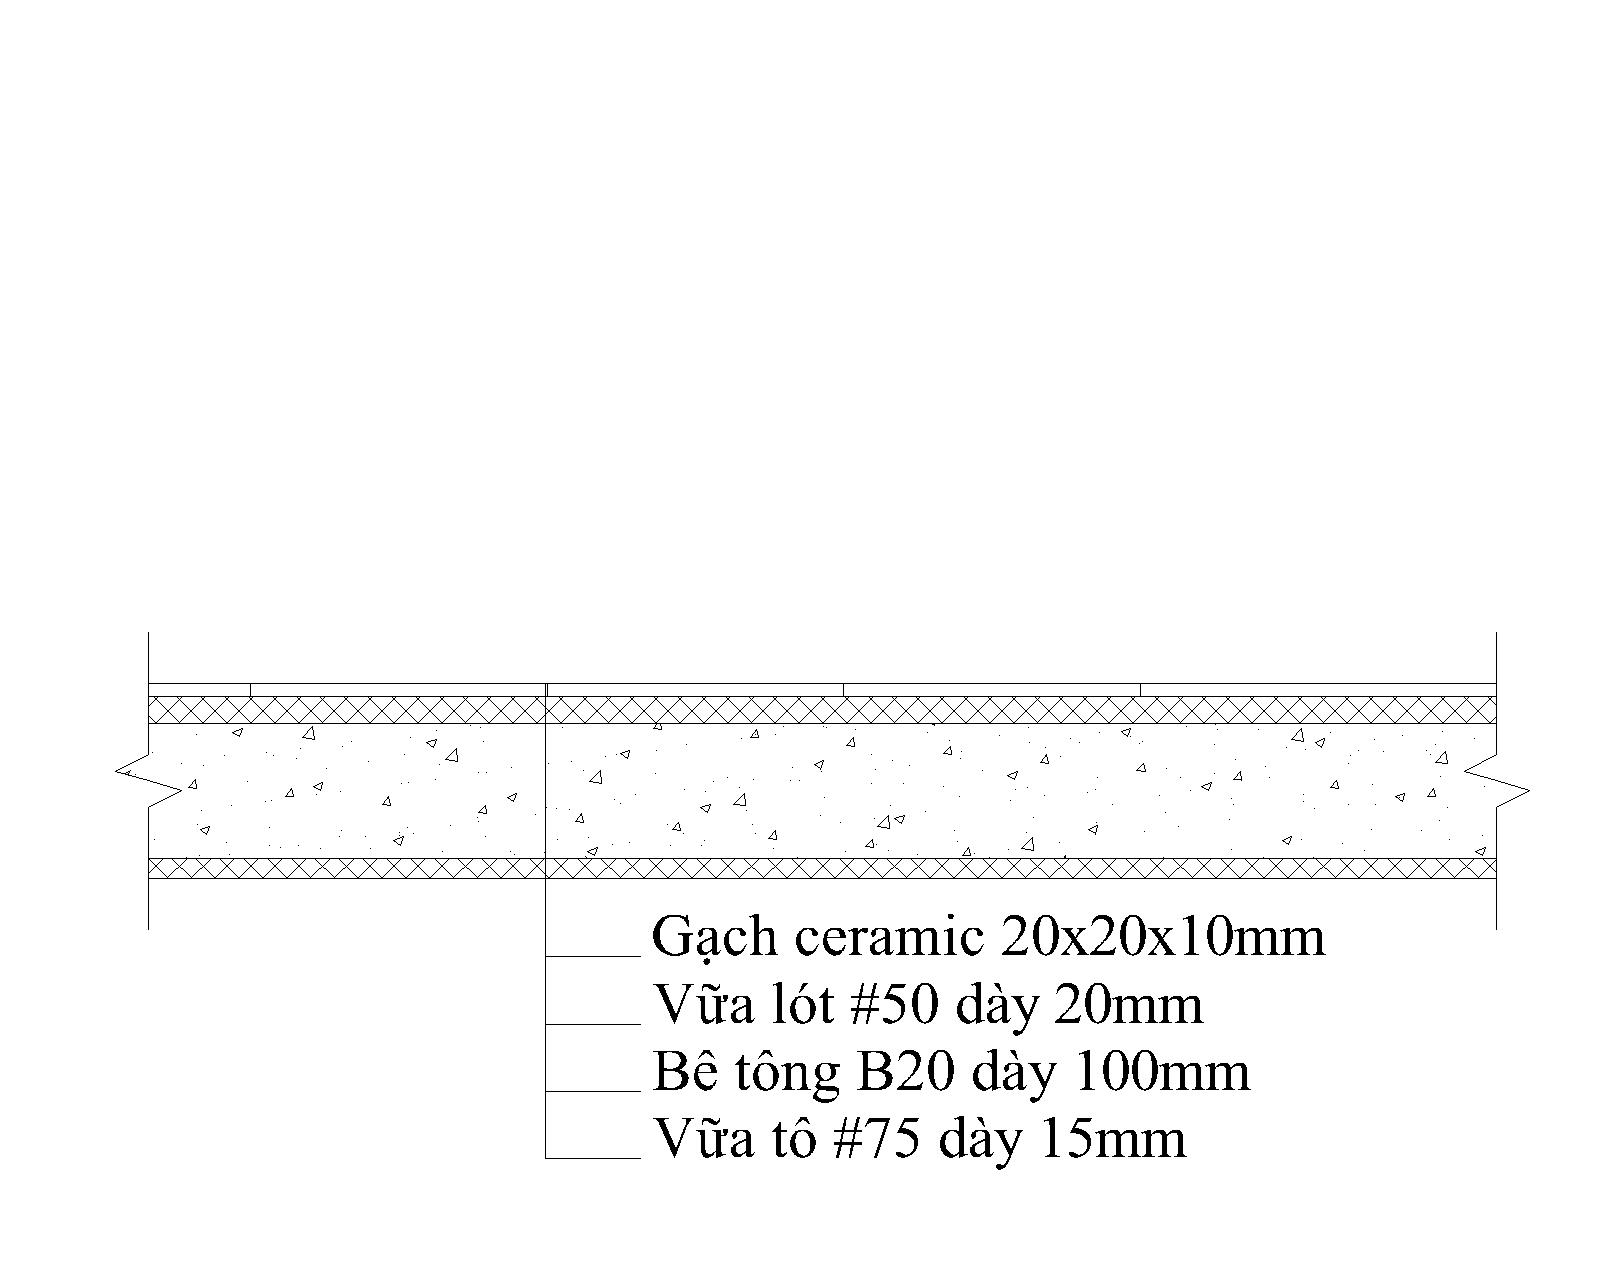 Gạch ceramic 20x20x10mm
Vữa lót #50 dày 20mm
Bê tông B20 dày 100mm
Vữa tô #75 dày 15mm